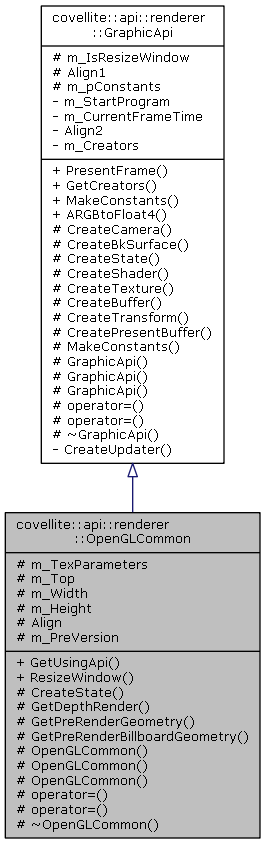 covellite::api::renderer
::GraphicApi
# m_IsResizeWindow
# Align1
# m_pConstants
- m_StartProgram
- m_CurrentFrameTime
- Align2
- m_Creators
+ PresentFrame()
+ GetCreators()
+ MakeConstants()
+ ARGBtoFloat4()
# CreateCamera()
# CreateBkSurface()
# CreateState()
# CreateShader()
# CreateTexture()
# CreateBuffer()
# CreateTransform()
# CreatePresentBuffer()
# MakeConstants()
# GraphicApi()
# GraphicApi()
# GraphicApi()
# operator=()
# operator=()
# ~GraphicApi()
- CreateUpdater()
covellite::api::renderer
::OpenGLCommon
# m_TexParameters
# m_Top
# m_Width
# m_Height
# Align
# m_PreVersion
+ GetUsingApi()
+ ResizeWindow()
# CreateState()
# GetDepthRender()
# GetPreRenderGeometry()
# GetPreRenderBillboardGeometry()
# OpenGLCommon()
# OpenGLCommon()
# OpenGLCommon()
# operator=()
# operator=()
# ~OpenGLCommon()